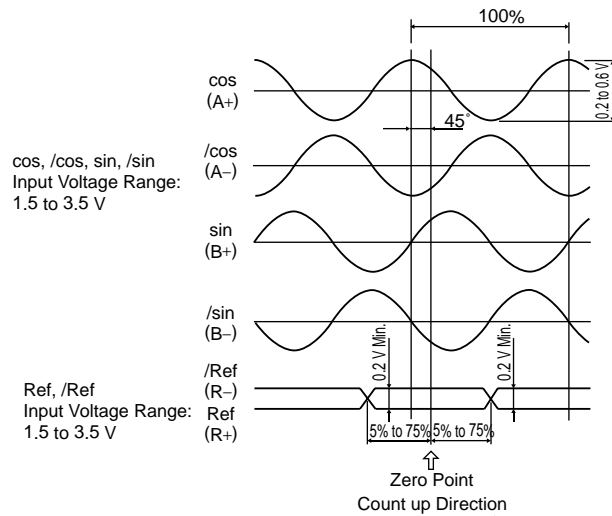 100%
cos
(A+)
0.2 to 0.6 V
45°
/cos
(A−)
cos, /cos, sin, /sin
Input Voltage Range:
1.5 to 3.5 V
sin
(B+)
/sin
(B−)
/Ref
(R−)
0.2 V Min.
0.2 V Min.
Ref, /Ref
Input Voltage Range:
1.5 to 3.5 V
Ref
(R+)
5% to 75%
5% to 75%
Zero Point
Count up Direction